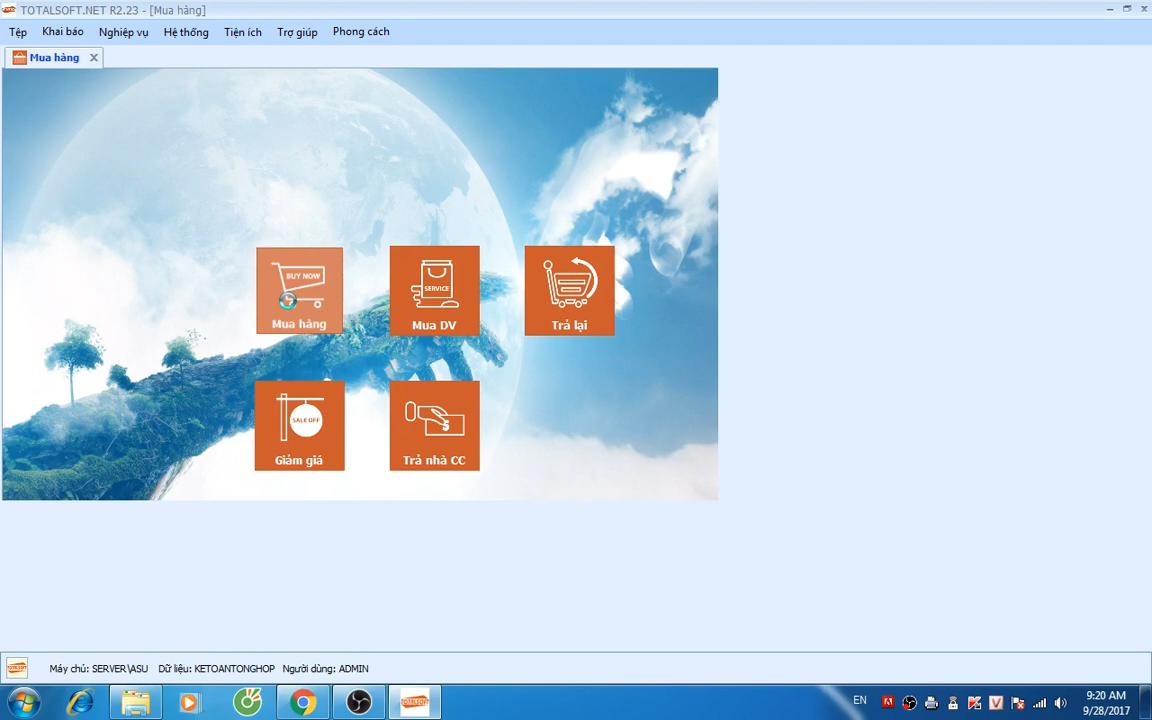 TOTALSOFT.NET R2.23 - [Mua hàng]
Tệp Khai báo Nghiệp vụ Hệ thống Tiện ích Trợ giúp Phong cách
Mua hàng
BUY NOW
Mua hàng
SERVICE
Mua DV
Trả lại
SALE OFF
Giảm giá
Trả nhà CC
TOTALSOFT Máy chủ: SERVER\ASU Dữ liệu: KETOANTONGHOP Người dùng: ADMIN
TOTALSOFT
EN
9:20 AM
9/28/2017